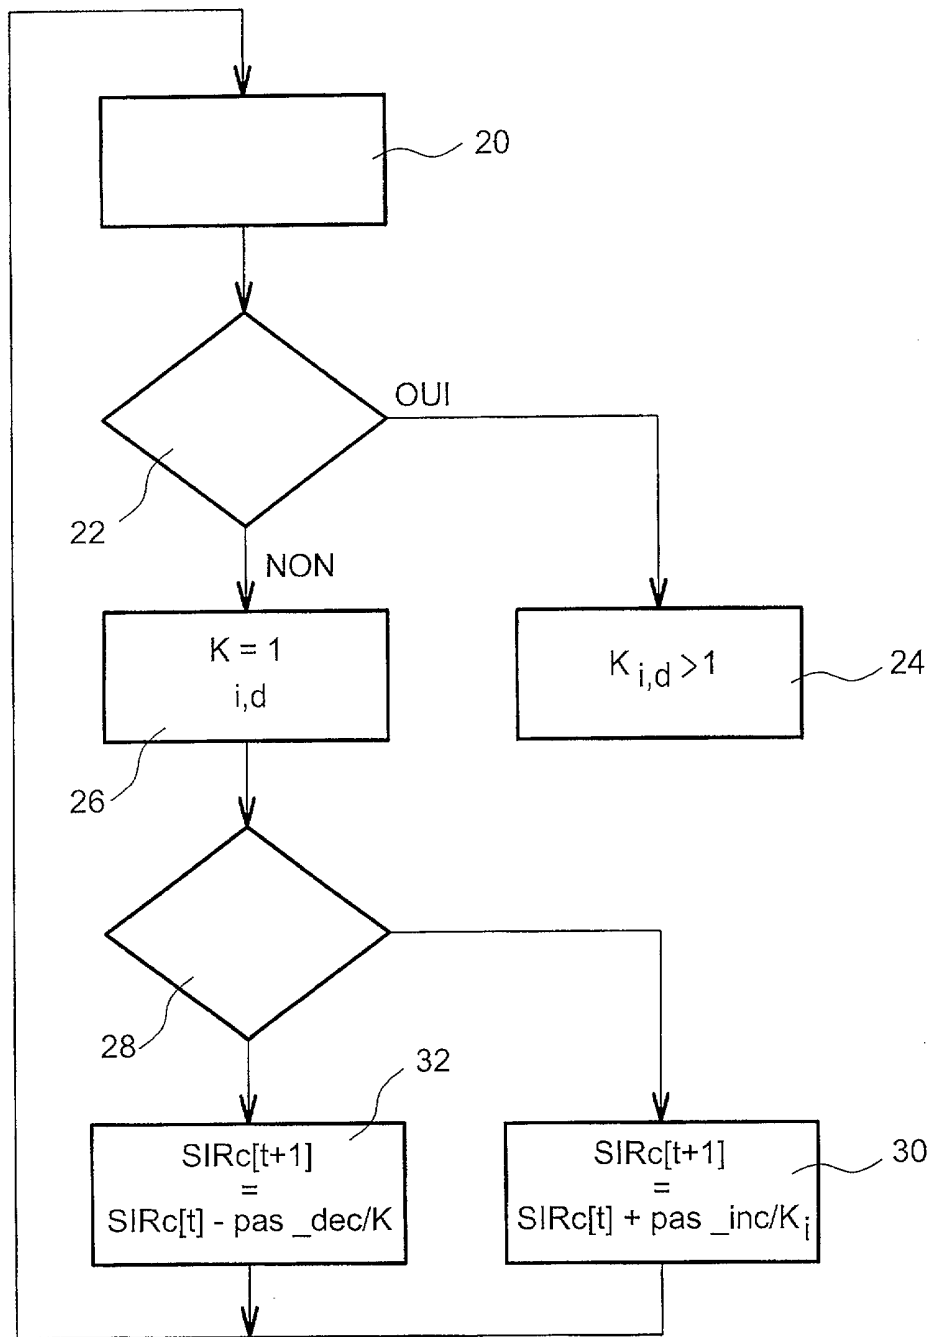 20
OUI
22
NON
K = 1
i,d
K i,d >1
24
26
28
32
SIRc[t+1]
=
SIRc[t] - pas _dec/K
SIRc[t+1]
=
SIRc[t] + pas _inc/Ki
30